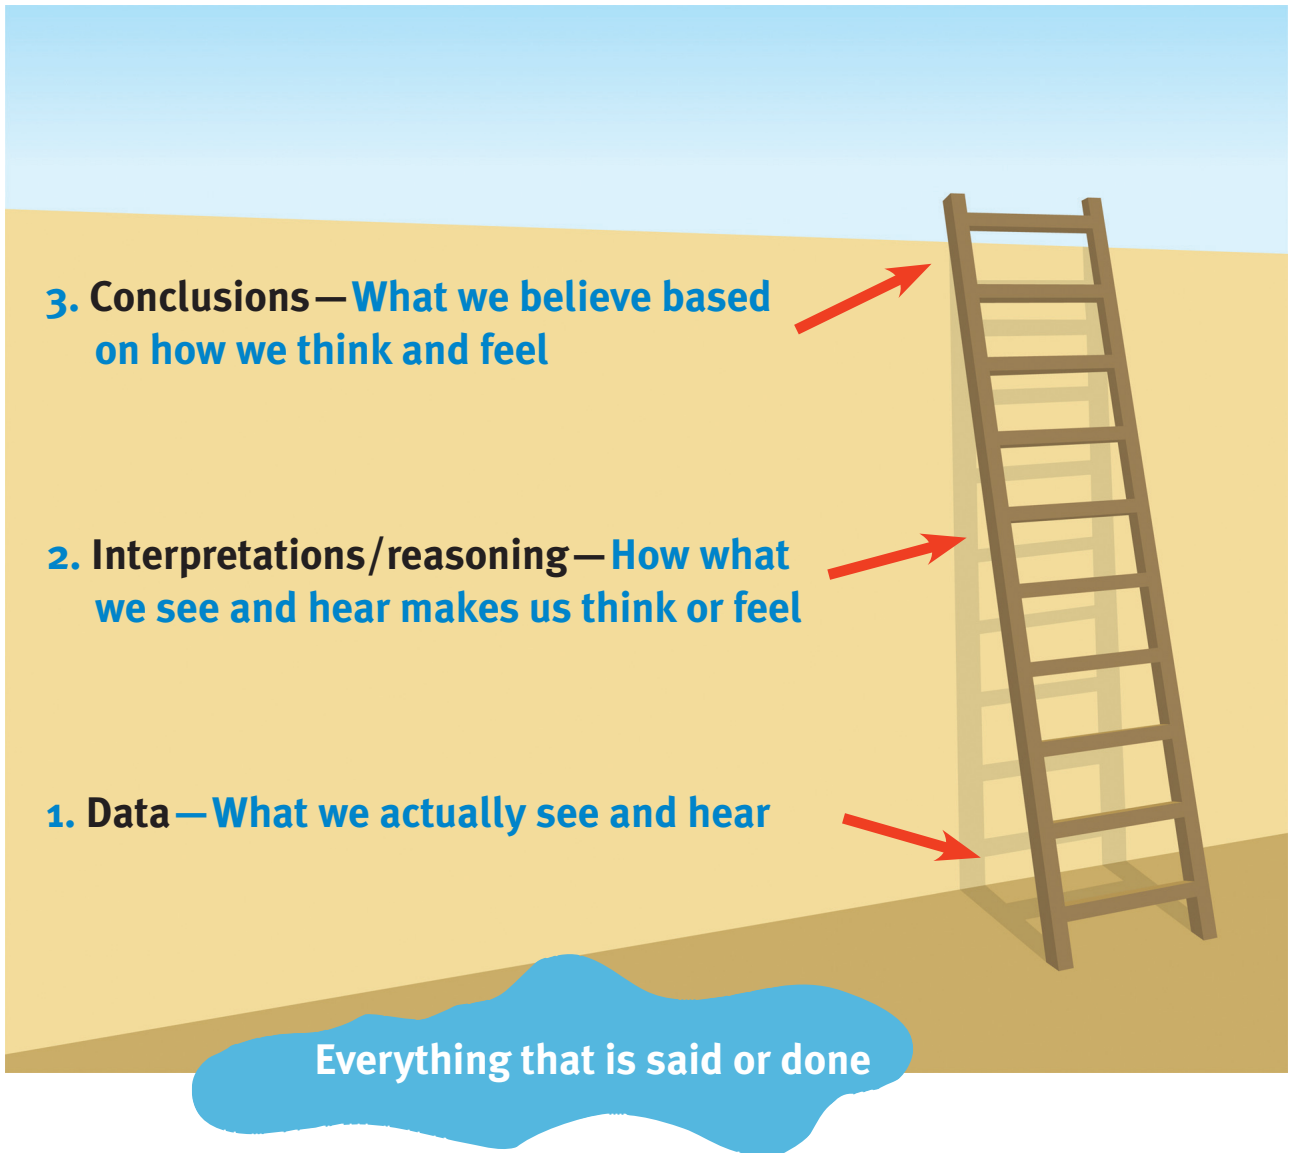 3. Conclusions—What we believe based
on how we think and feel
2. Interpretations/reasoning—How what
we see and hear makes us think or feel
1. Data—What we actually see and hear
Everything that is said or done